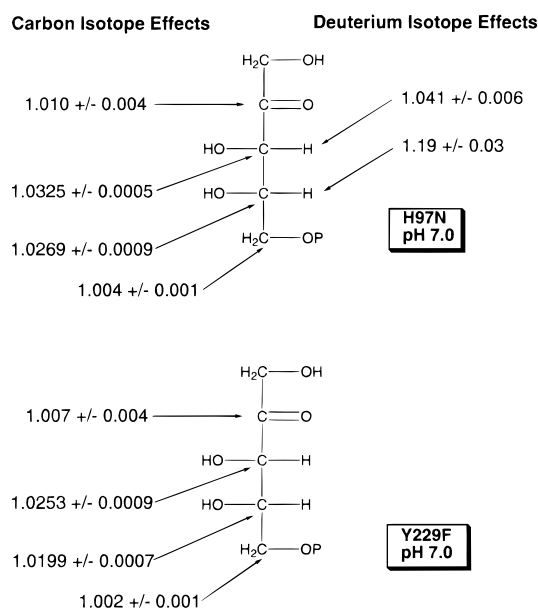 Carbon Isotope Effects
Deuterium Isotope Effects
H₂C—OH
1.010 +/- 0.004
C=O
1.041 +/- 0.006
HO—C—H
1.19 +/- 0.03
1.0325 +/- 0.0005
HO—C—H
H97N
pH 7.0
1.0269 +/- 0.0009
H₂C—OP
1.004 +/- 0.001
H₂C—OH
1.007 +/- 0.004
C=O
HO—C—H
1.0253 +/- 0.0009
HO—C—H
Y229F
pH 7.0
1.0199 +/- 0.0007
H₂C—OP
1.002 +/- 0.001